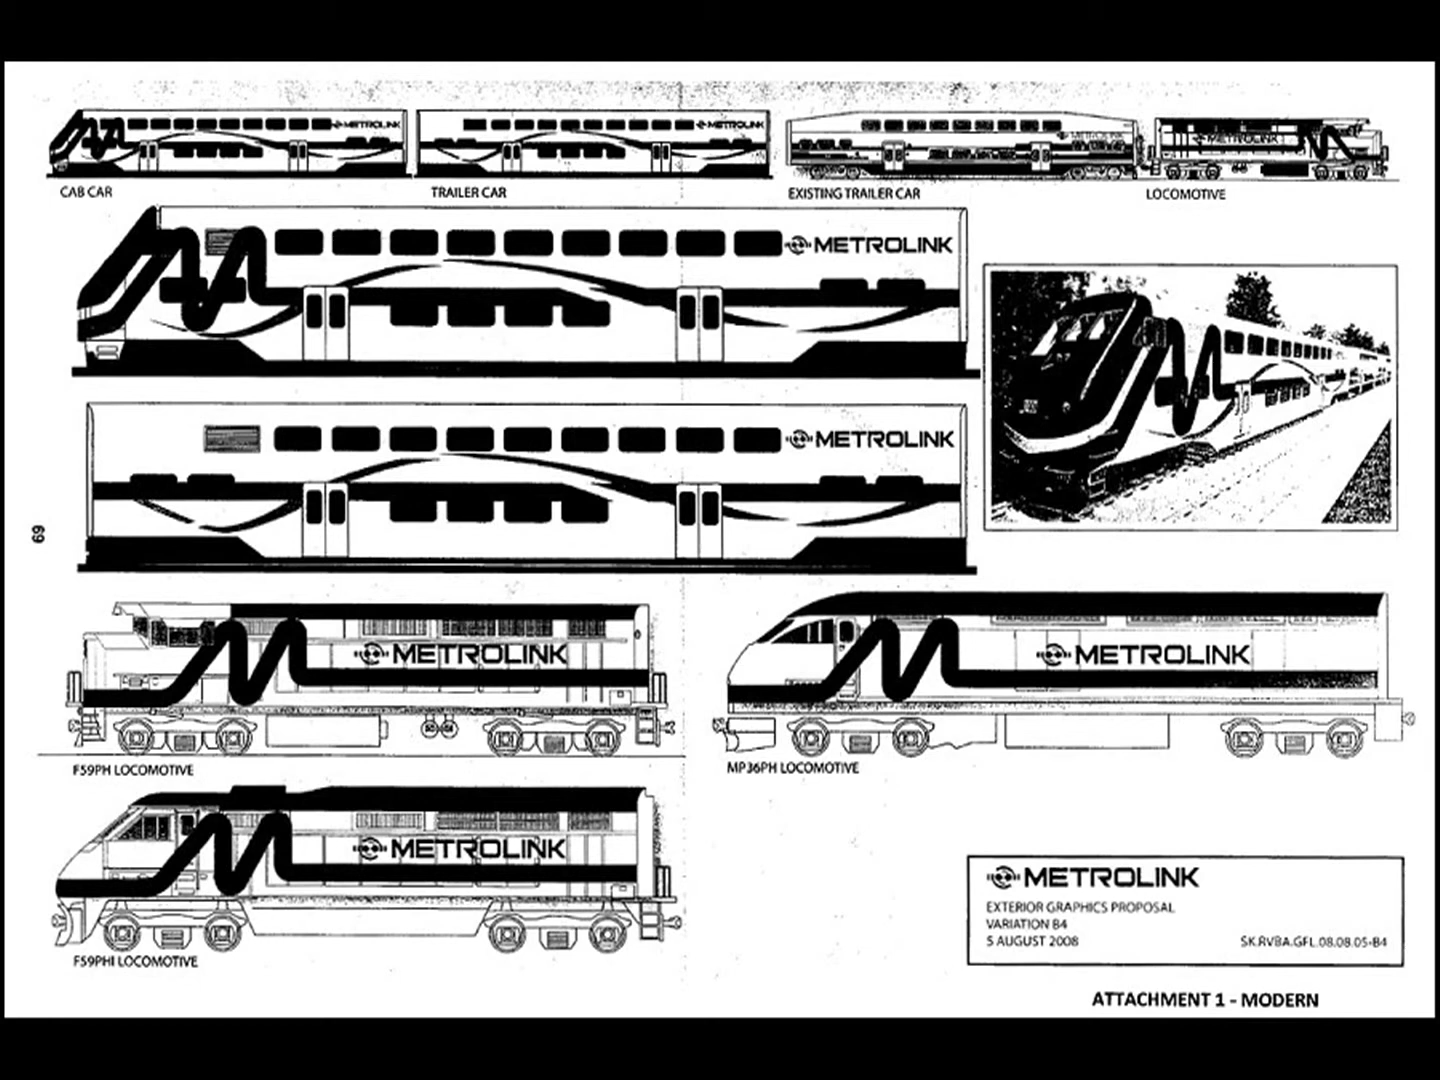 METROLINK
METROLINK
METROLINK
METROLINK
CAB CAR
TRAILER CAR
EXISTING TRAILER CAR
LOCOMOTIVE
METROLINK
METROLINK
69
METROLINK
METROLINK
F59PH LOCOMOTIVE
MP36PH LOCOMOTIVE
METROLINK
F59PHI LOCOMOTIVE
METROLINK
EXTERIOR GRAPHICS PROPOSAL
VARIATION B4
5 AUGUST 2008
SK.RVBA.GFL.08.08.05-B4
ATTACHMENT 1 - MODERN